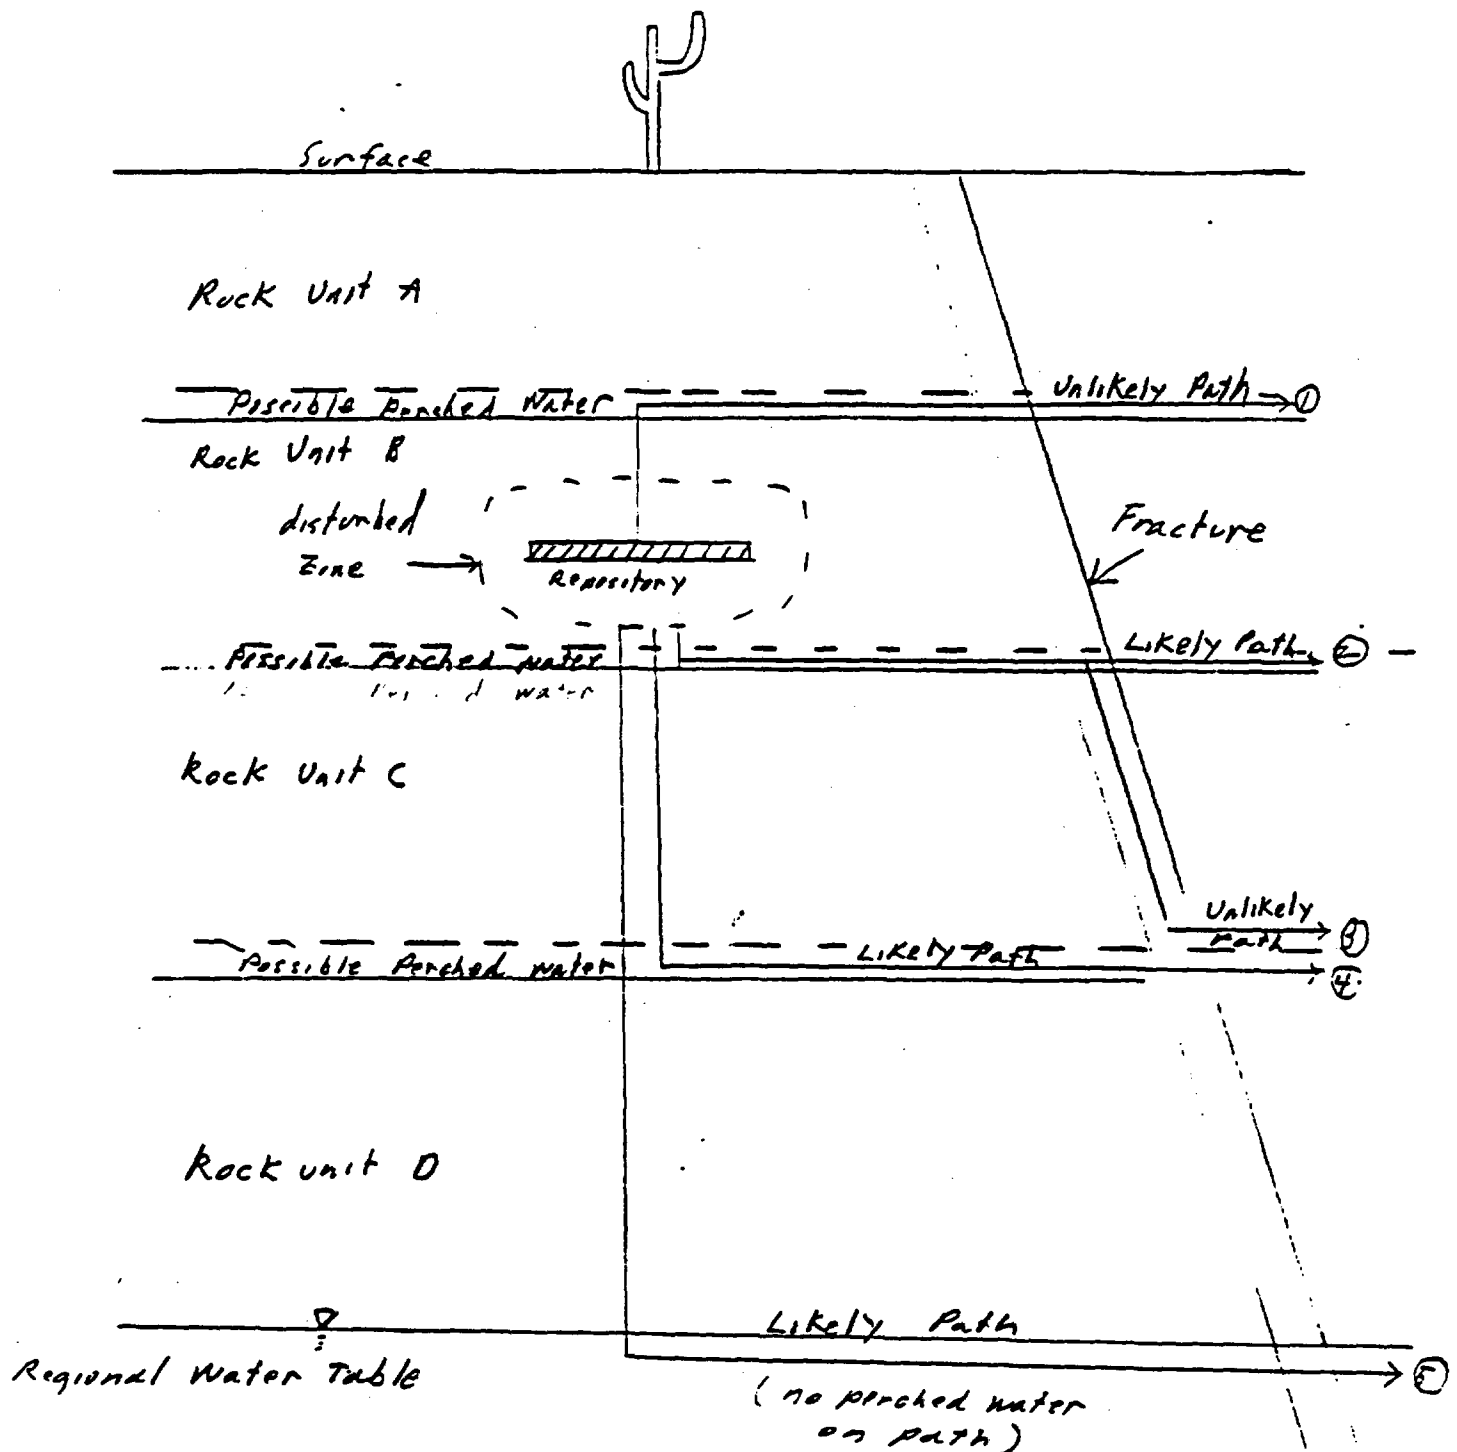 Surface
Rock Unit A
Possible Perched Water
Unlikely Path
①
Rock Unit B
disturbed
Zone
Repository
Fracture
Possible Perched water
Likely Path
②
water
Rock Unit C
Unlikely
Path
③
Possible Perched water
Likely Path
④
Rock unit D
Likely Path
Regional Water Table
⑤
(no perched water
on path)